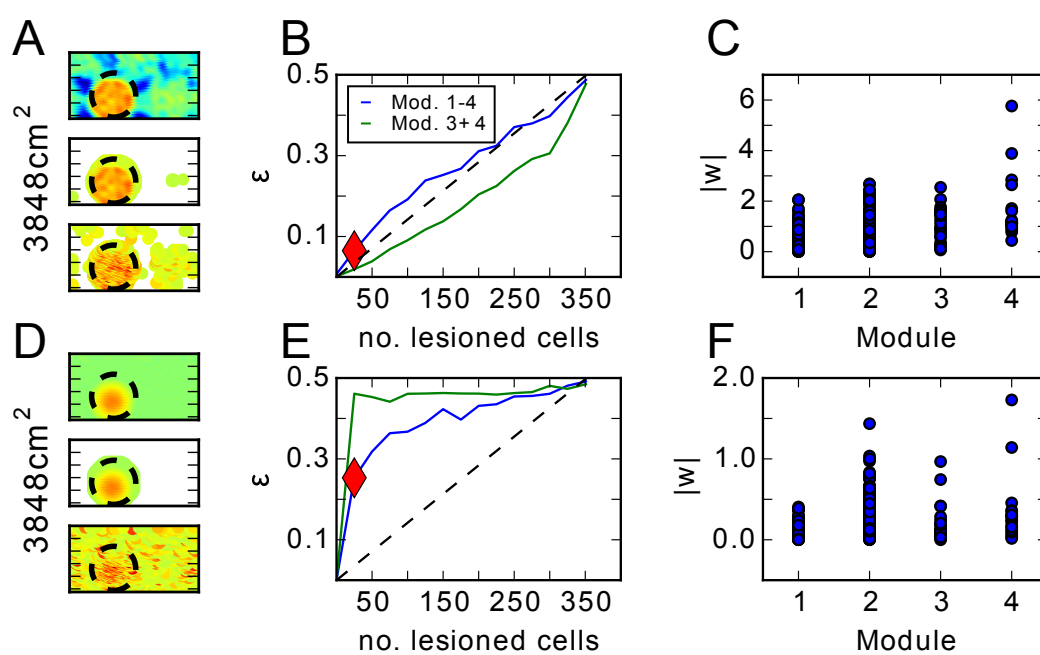 A
3848cm2
B
0.5
0.3
0.1
ε
Mod. 1-4
Mod. 3+4
50 150 250 350
no. lesioned cells
C
6
4
2
0
|w|
1 2 3 4
Module
D
3848cm2
E
0.5
0.3
0.1
ε
50 150 250 350
no. lesioned cells
F
2.0
1.0
0.0
|w|
1 2 3 4
Module